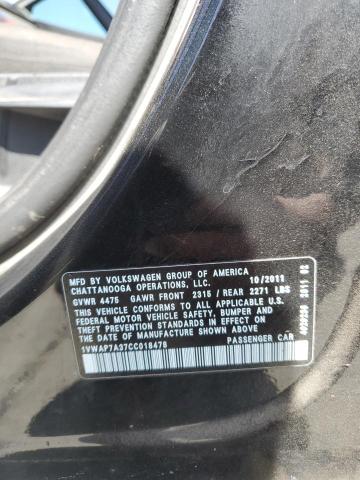 MFD BY VOLKSWAGEN GROUP OF AMERICA
CHATTANOOGA OPERATIONS, LLC. 10/2011
GVWR 4475 GAWR FRONT 2315 / REAR 2271 LBS
THIS VEHICLE CONFORMS TO ALL APPLICABLE U.S.
FEDERAL MOTOR VEHICLE SAFETY, BUMPER AND
THEFT PREVENTION STANDARDS IN EFFECT ON THE
DATE OF MANUFACTURE SHOWN ABOVE.
1VWAP7A37CC018478 PASSENGER CAR